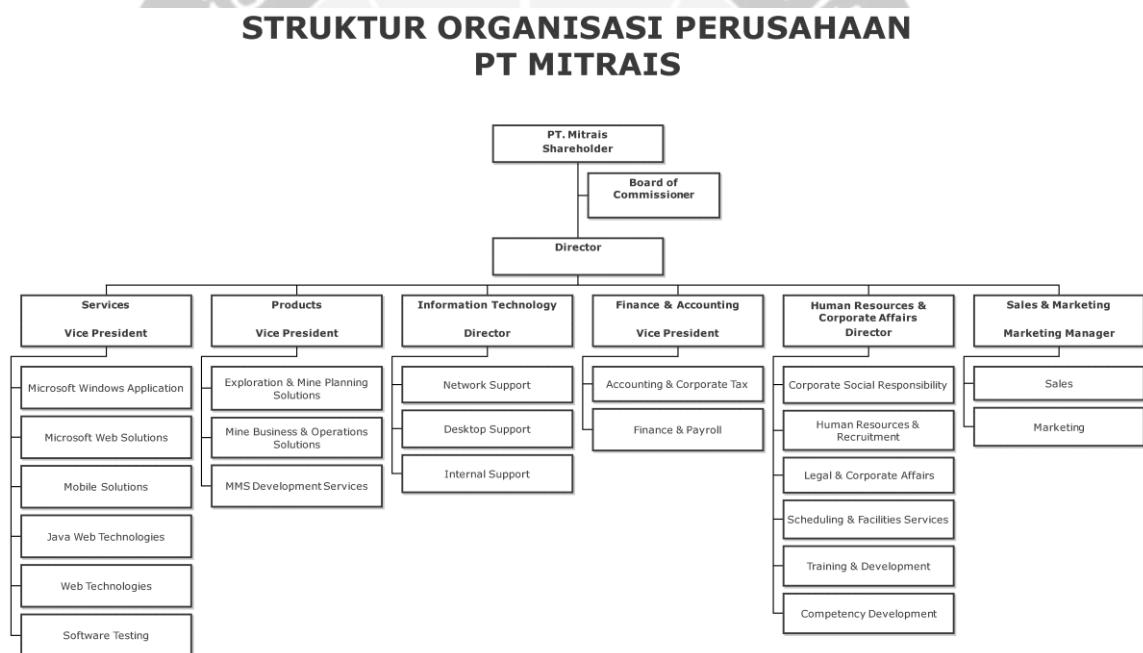 STRUKTUR ORGANISASI PERUSAHAAN
PT MITRAIS
PT. Mitrais
Shareholder
Board of
Commissioner
Director
Services
Vice President
Products
Vice President
Information Technology
Director
Finance & Accounting
Vice President
Human Resources &
Corporate Affairs
Director
Sales & Marketing
Marketing Manager
Microsoft Windows Application
Microsoft Web Solutions
Mobile Solutions
Java Web Technologies
Web Technologies
Software Testing
Exploration & Mine Planning
Solutions
Mine Business & Operations
Solutions
MMS Development Services
Network Support
Desktop Support
Internal Support
Accounting & Corporate Tax
Finance & Payroll
Corporate Social Responsibility
Human Resources &
Recruitment
Legal & Corporate Affairs
Scheduling & Facilities Services
Training & Development
Competency Development
Sales
Marketing